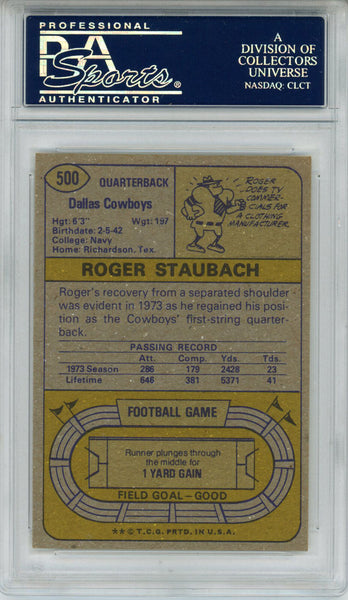 PROFESSIONAL
PSA
Sports
AUTHENTICATOR
A
DIVISION OF
COLLECTORS
UNIVERSE
NASDAQ: CLCT
500
QUARTERBACK
Dallas Cowboys
Hgt: 6'3" Wgt: 197
Birthdate: 2-5-42
College: Navy
Home: Richardson, Tex.
ROGER
DOES TV
COMMER-
CIALS FOR
A CLOTHING
MANUFACTURER.
ROGER STAUBACH
Roger's recovery from a separated shoulder
was evident in 1973 as he regained his pos-
ition as the Cowboys' first-string quarter-
back.
PASSING RECORD
Att. Comp. Yds. Tds.
1973 Season 286 179 2428 23
Lifetime 646 381 5371 41
FOOTBALL GAME
Runner plunges through
the middle for
1 YARD GAIN
FIELD GOAL—GOOD
** © T.C.G. PRTD. IN U.S.A.